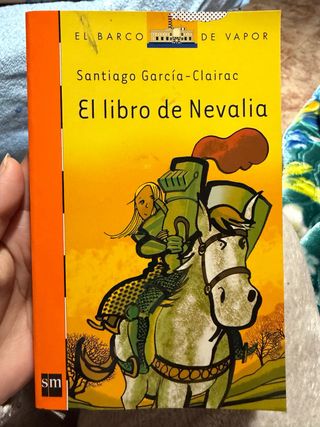 EL BARCO DE VAPOR
Santiago García-Clairac
El libro de Nevalia
sm